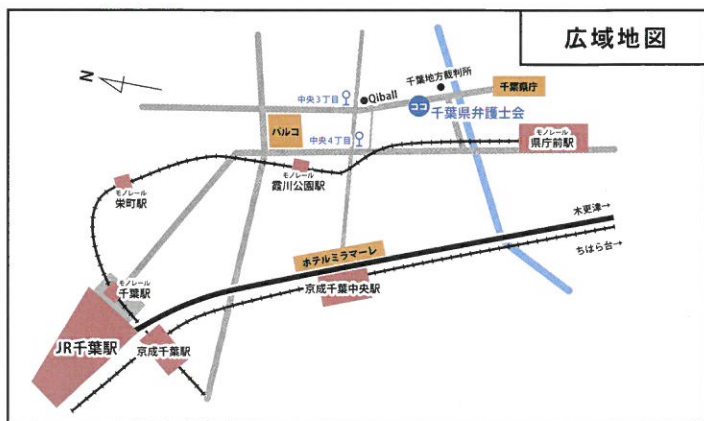 広域地図
N
千葉地方裁判所
千葉県庁
中央3丁目
Qiball
ココ
千葉県弁護士会
パルコ
中央4丁目
モノレール
県庁前駅
モノレール
葭川公園駅
モノレール
栄町駅
木更津→
ちはら台→
ホテルミラマーレ
京成千葉中央駅
モノレール
千葉駅
JR千葉駅
京成千葉駅